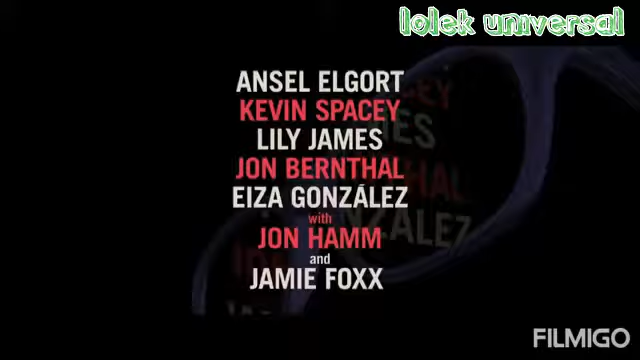 lolek universal
ANSEL ELGORT
KEVIN SPACEY
LILY JAMES
JON BERNTHAL
EIZA GONZÁLEZ
with
JON HAMM
and
JAMIE FOXX
FILMIGO